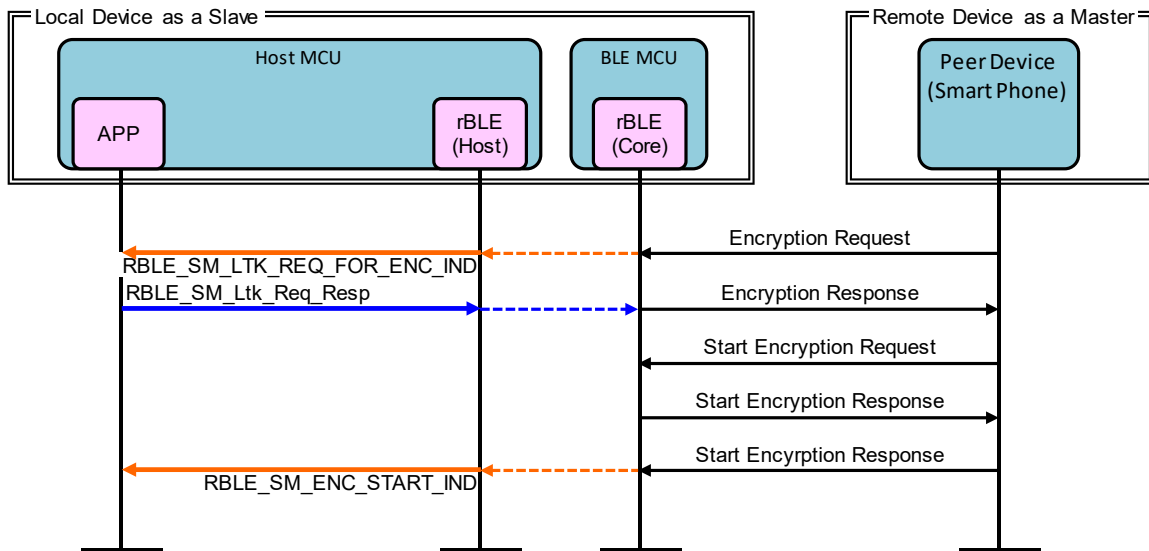 Local Device as a Slave
Remote Device as a Master
Host MCU
BLE MCU
Peer Device
(Smart Phone)
APP
rBLE
(Host)
rBLE
(Core)
Encryption Request
RBLE_SM_LTK_REQ_FOR_ENC_IND
RBLE_SM_Ltk_Req_Resp
Encryption Response
Start Encryption Request
Start Encryption Response
Start Encyrption Response
RBLE_SM_ENC_START_IND